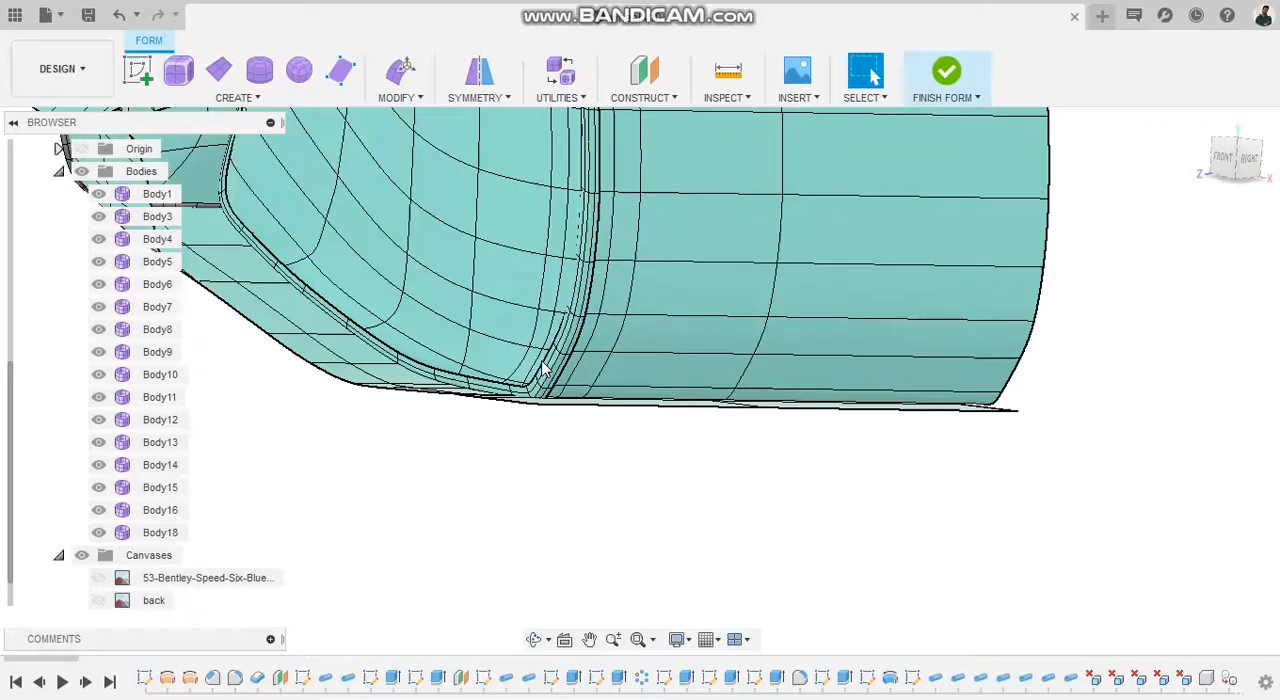 www.BANDICAM.com
FORM
DESIGN
CREATE
MODIFY
SYMMETRY
UTILITIES
CONSTRUCT
INSPECT
INSERT
SELECT
FINISH FORM
BROWSER
Origin
Bodies
Body1
Body3
Body4
Body5
Body6
Body7
Body8
Body9
Body10
Body11
Body12
Body13
Body14
Body15
Body16
Body18
Canvases
53-Bentley-Speed-Six-Blue...
back
COMMENTS
FRONT
RIGHT
Z
X